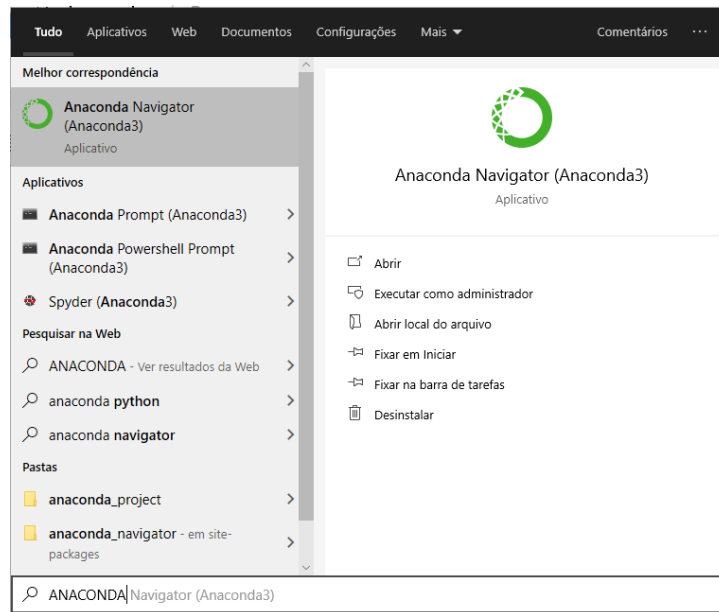 Tudo Aplicativos Web Documentos Configurações Mais Comentários ...
Melhor correspondência
Anaconda Navigator
(Anaconda3)
Aplicativo
Aplicativos
Anaconda Prompt (Anaconda3)
Anaconda Powershell Prompt
(Anaconda3)
Spyder (Anaconda3)
Pesquisar na Web
ANACONDA - Ver resultados da Web
anaconda python
anaconda navigator
Pastas
anaconda_project
anaconda_navigator - em site-
packages
Anaconda Navigator (Anaconda3)
Aplicativo
Abrir
Executar como administrador
Abrir local do arquivo
Fixar em Iniciar
Fixar na barra de tarefas
Desinstalar
ANACONDA Navigator (Anaconda3)